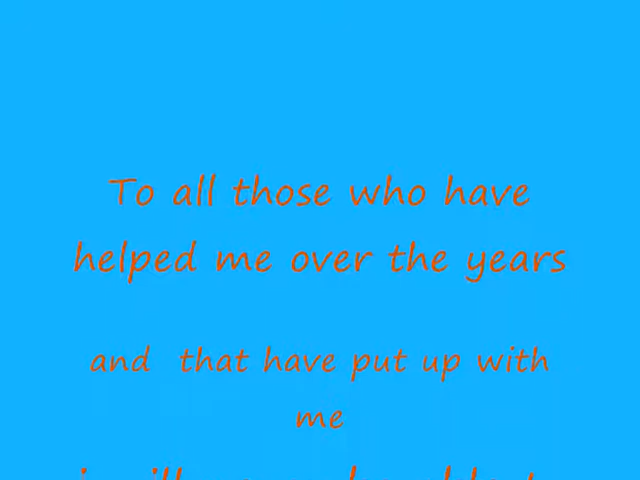 To all those who have
helped me over the years
and that have put up with
me